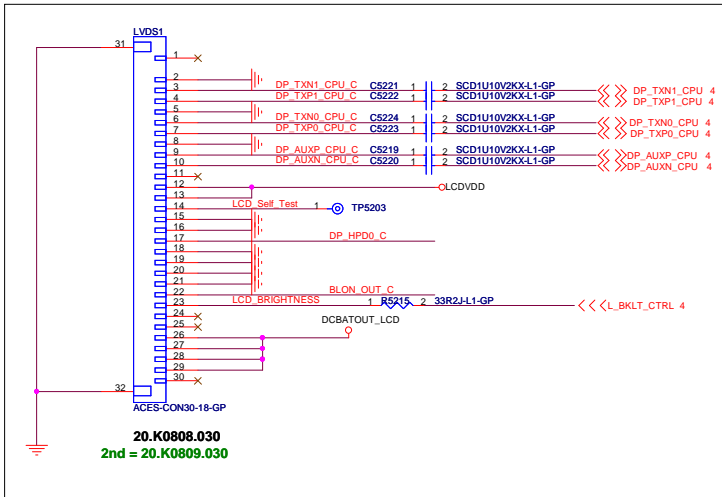 LVDS1
31
1
2
3 DP_TXN1_CPU_C C5221 1 2 SCD1U10V2KX-L1-GP DP_TXN1_CPU 4
4 DP_TXP1_CPU_C C5222 1 2 SCD1U10V2KX-L1-GP DP_TXP1_CPU 4
5
6 DP_TXN0_CPU_C C5224 1 2 SCD1U10V2KX-L1-GP DP_TXN0_CPU 4
7 DP_TXP0_CPU_C C5223 1 2 SCD1U10V2KX-L1-GP DP_TXP0_CPU 4
8
9 DP_AUXP_CPU_C C5219 1 2 SCD1U10V2KX-L1-GP DP_AUXP_CPU 4
10 DP_AUXN_CPU_C C5220 1 2 SCD1U10V2KX-L1-GP DP_AUXN_CPU 4
11
12 LCDVDD
13
14 LCD_Self_Test 1 TP5203
15
16
17 DP_HPD0_C
18
19
20
21
22 BLON_OUT_C
23 LCD_BRIGHTNESS 1 R5215 2 33R2J-L1-GP L_BKLT_CTRL 4
24
25 DCBATOUT_LCD
26
27
28
29
30
32
ACES-CON30-18-GP
20.K0808.030
2nd = 20.K0809.030